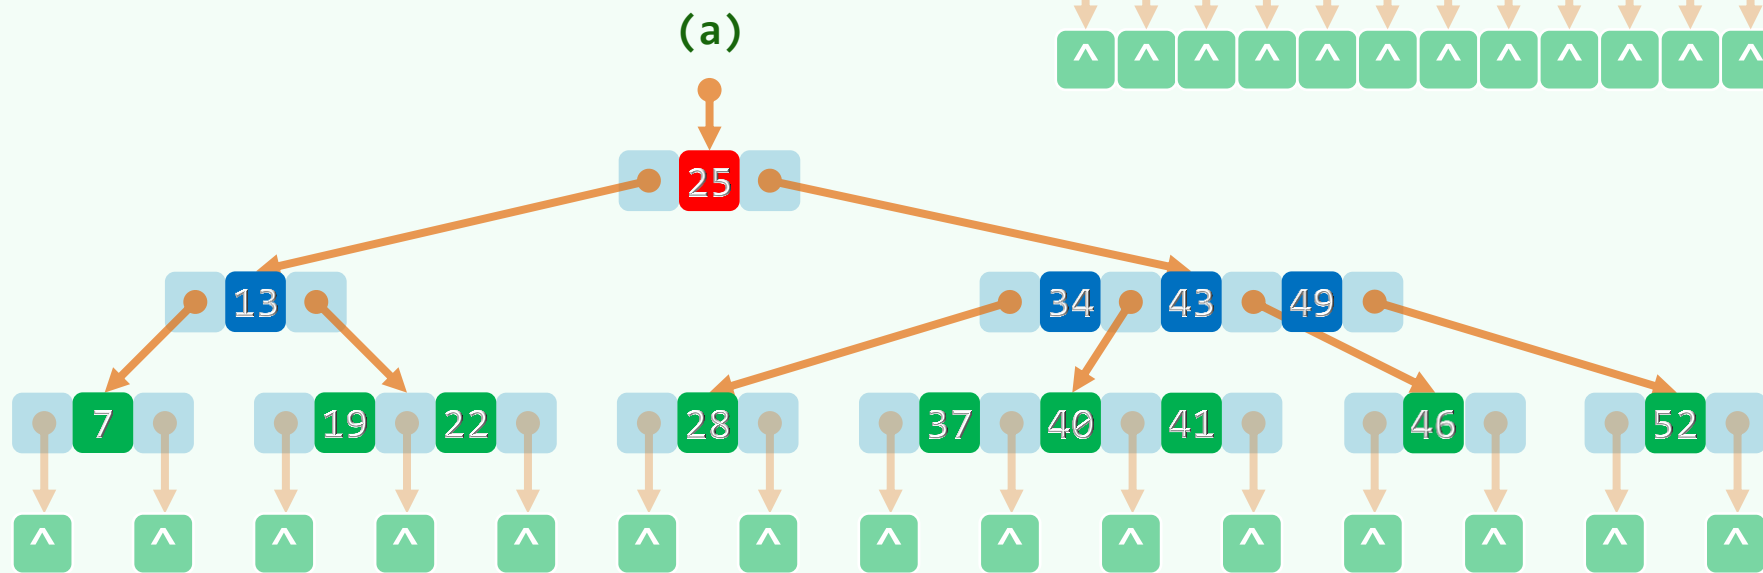 (a)
^ ^ ^ ^ ^ ^ ^ ^ ^ ^ ^ ^
25
13 34 43 49
7 19 22 28 37 40 41 46 52
^ ^ ^ ^ ^ ^ ^ ^ ^ ^ ^ ^ ^ ^ ^